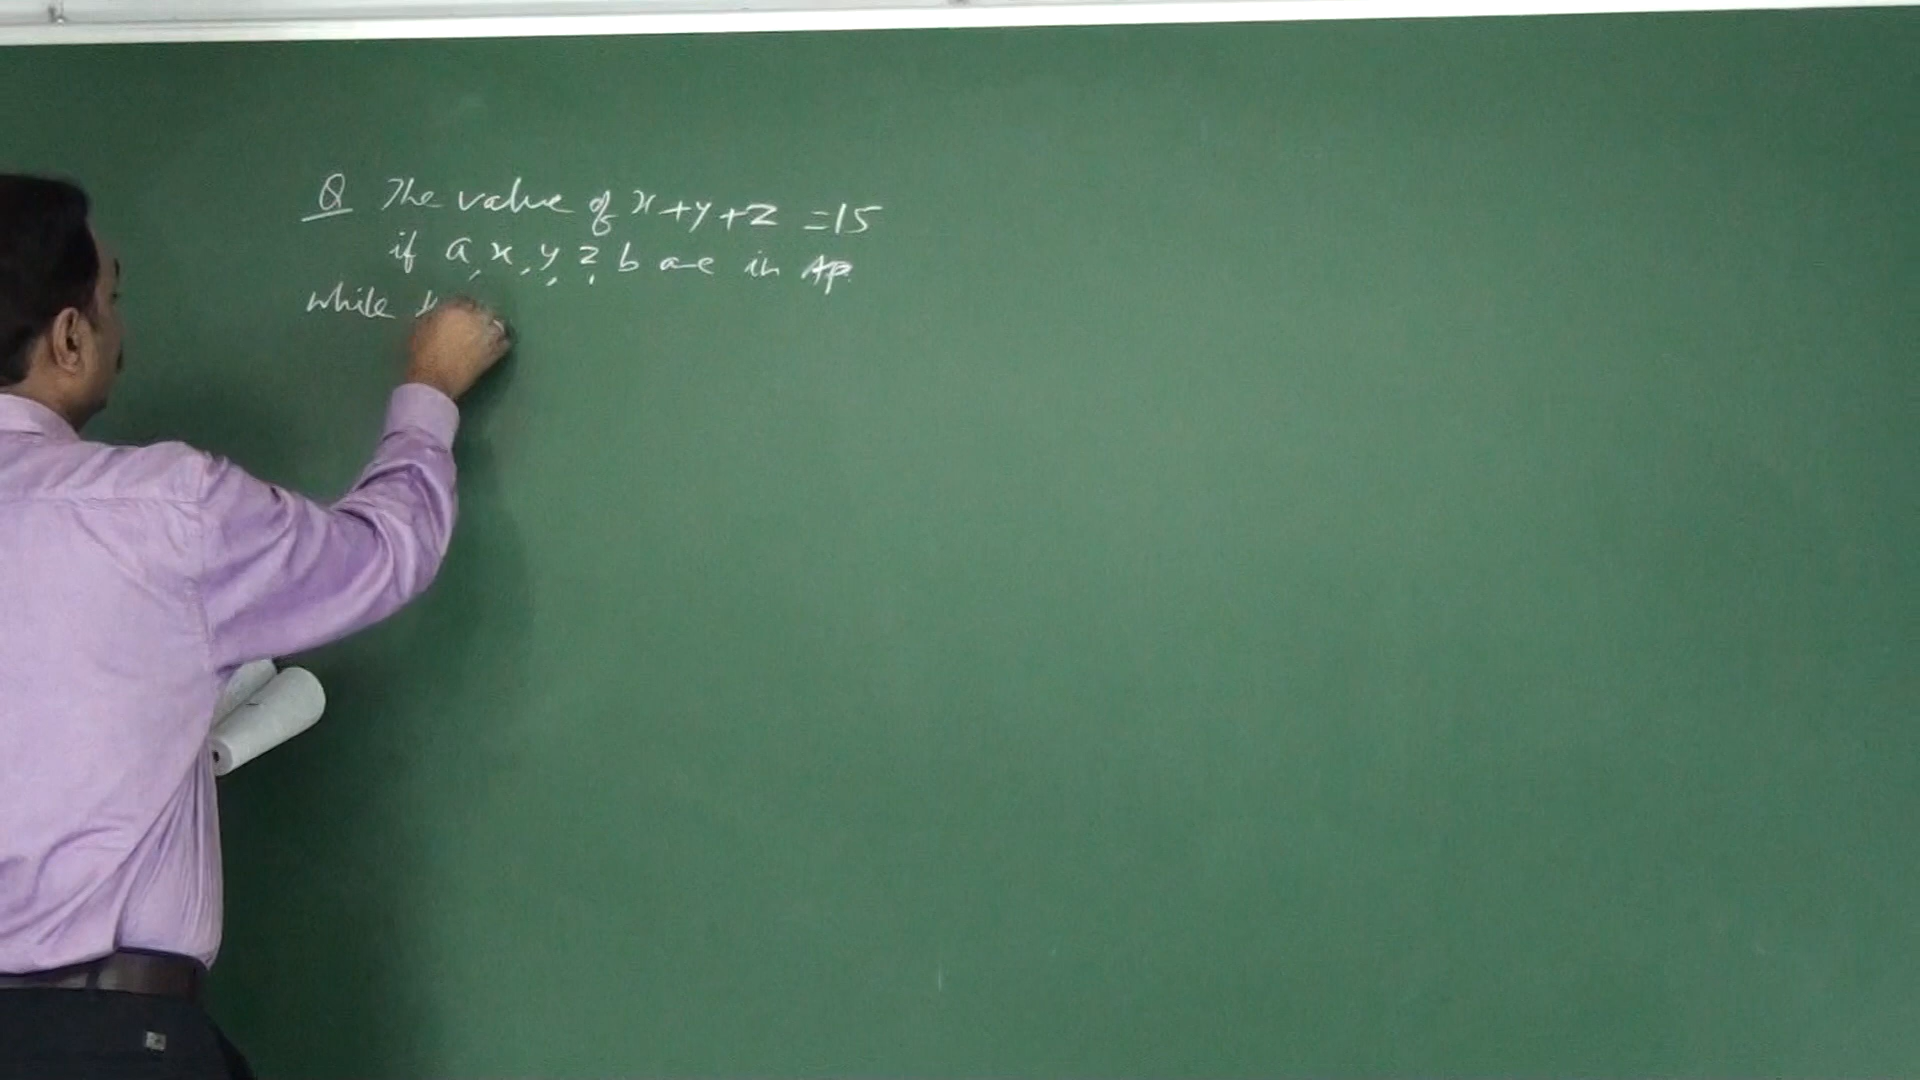 Q The value of x+y+z =15
if a, x, y, z, b are in AP.
while